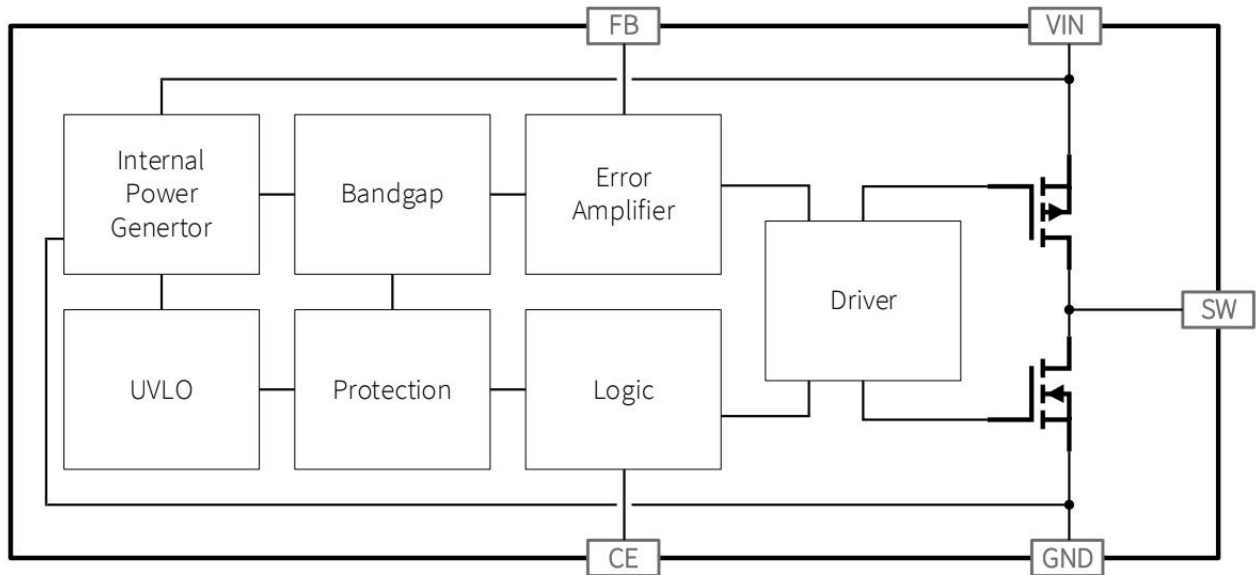 FB
VIN
Internal
Power
Genertor
Bandgap
Error
Amplifier
Driver
SW
UVLO
Protection
Logic
CE
GND